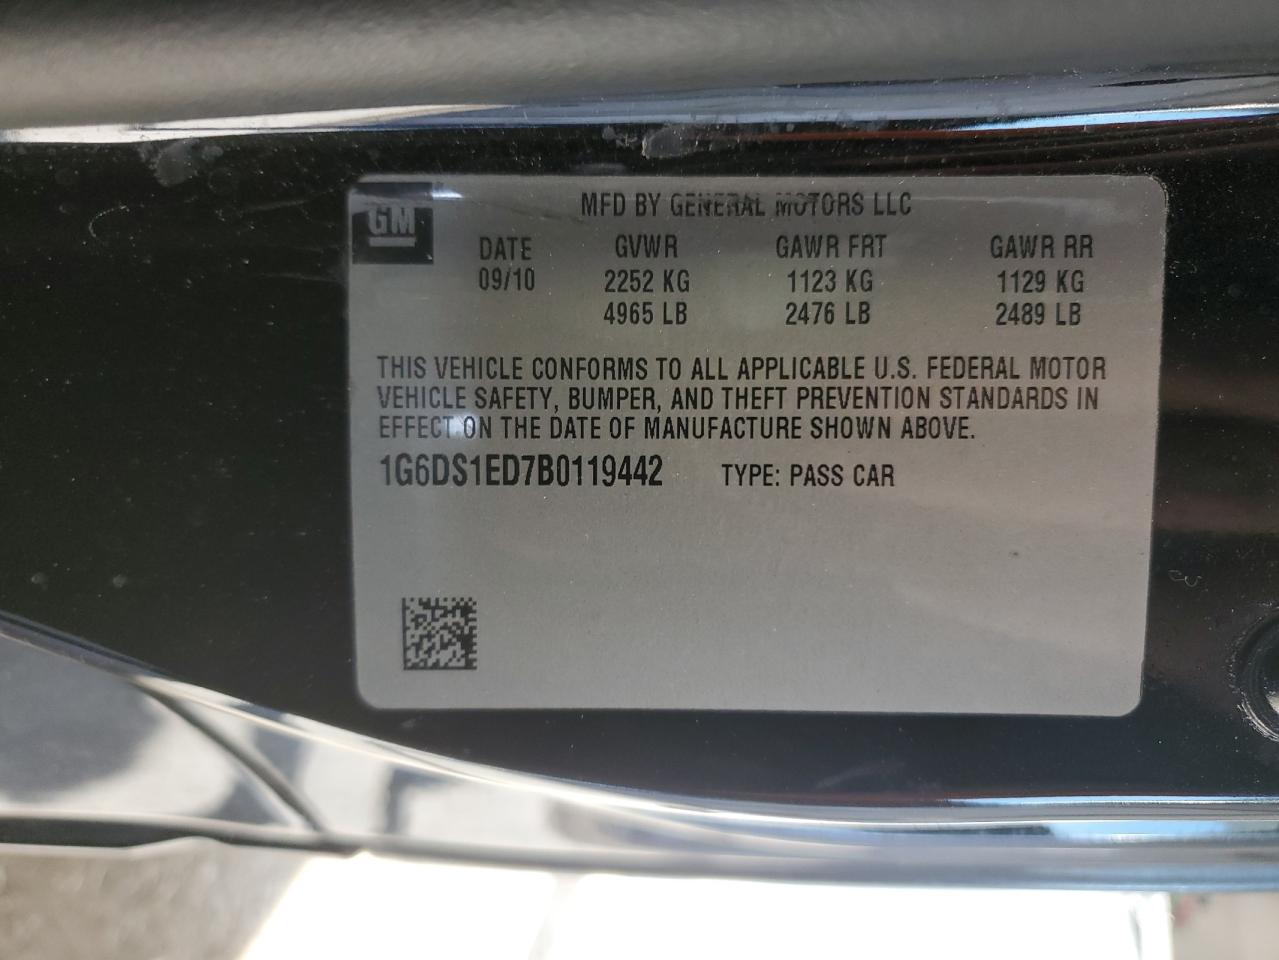 GM
MFD BY GENERAL MOTORS LLC
DATE GVWR GAWR FRT GAWR RR
09/10 2252 KG 1123 KG 1129 KG
4965 LB 2476 LB 2489 LB
THIS VEHICLE CONFORMS TO ALL APPLICABLE U.S. FEDERAL MOTOR
VEHICLE SAFETY, BUMPER, AND THEFT PREVENTION STANDARDS IN
EFFECT ON THE DATE OF MANUFACTURE SHOWN ABOVE.
1G6DS1ED7B0119442 TYPE: PASS CAR